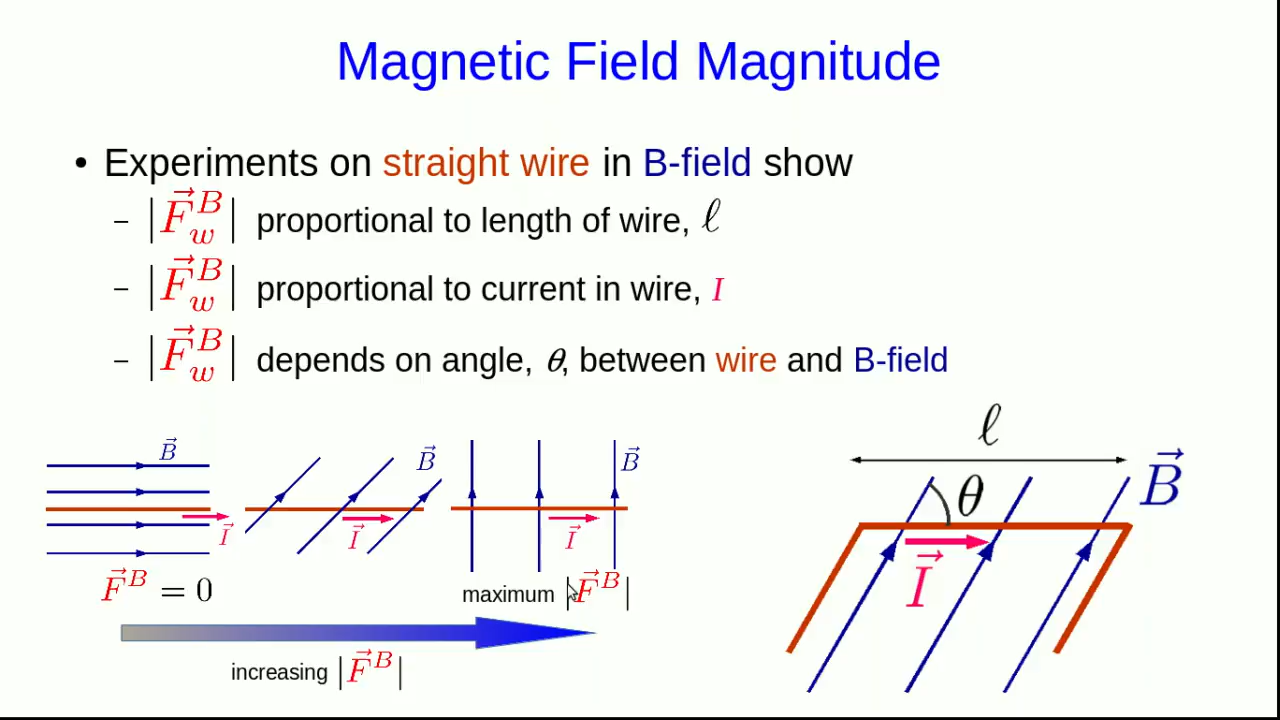 Magnetic Field Magnitude
• Experiments on straight wire in B-field show
– |F⃗_w^B| proportional to length of wire, ℓ
– |F⃗_w^B| proportional to current in wire, I
– |F⃗_w^B| depends on angle, θ, between wire and B-field
B⃗
I⃗
F⃗^B = 0
B⃗
I⃗
B⃗
I⃗
maximum |F⃗^B|
increasing |F⃗^B|
ℓ
θ
B⃗
I⃗